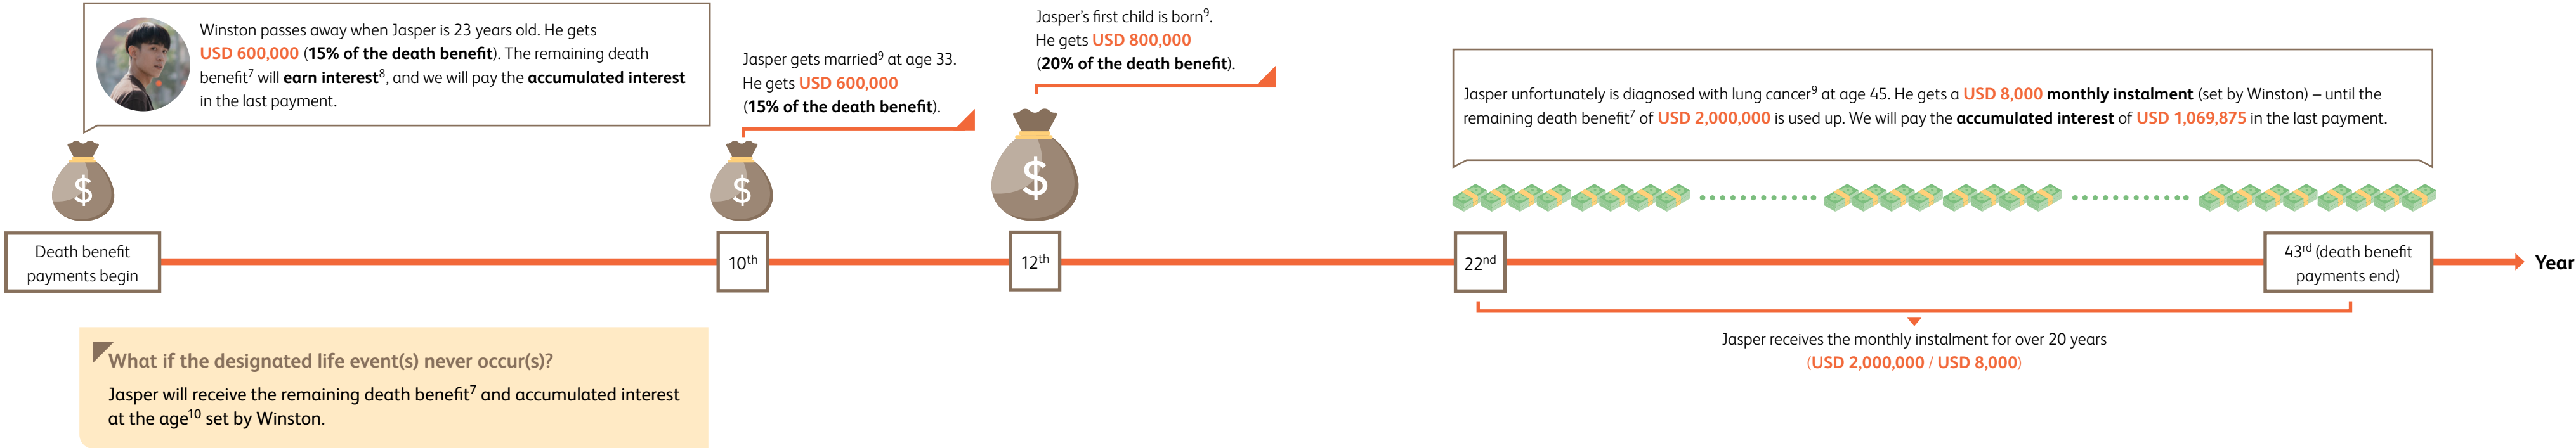 Winston passes away when Jasper is 23 years old. He gets
USD 600,000 (15% of the death benefit). The remaining death
benefit⁷ will earn interest⁸, and we will pay the accumulated interest
in the last payment.
Jasper gets married⁹ at age 33.
He gets USD 600,000
(15% of the death benefit).
Jasper’s first child is born⁹.
He gets USD 800,000
(20% of the death benefit).
Jasper unfortunately is diagnosed with lung cancer⁹ at age 45. He gets a USD 8,000 monthly instalment (set by Winston) – until the
remaining death benefit⁷ of USD 2,000,000 is used up. We will pay the accumulated interest of USD 1,069,875 in the last payment.
$
$
$
Death benefit
payments begin
10th
12th
22nd
43rd (death benefit
payments end)
Year
Jasper receives the monthly instalment for over 20 years
(USD 2,000,000 / USD 8,000)
What if the designated life event(s) never occur(s)?
Jasper will receive the remaining death benefit⁷ and accumulated interest
at the age¹⁰ set by Winston.